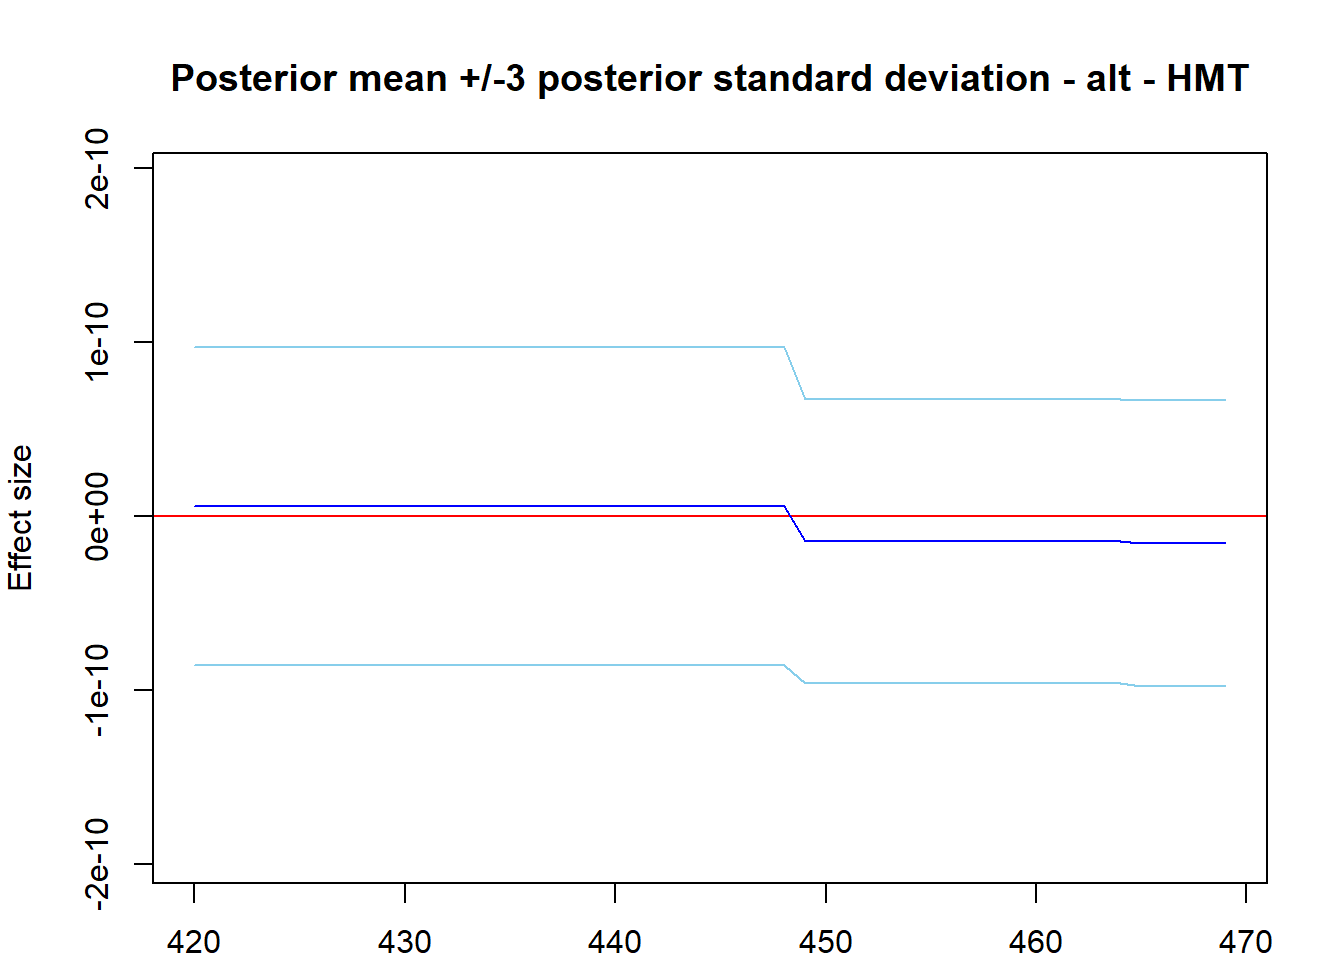 Posterior mean +/-3 posterior standard deviation - alt - HMT
Effect size
2e-10
1e-10
0e+00
-1e-10
-2e-10
420 430 440 450 460 470